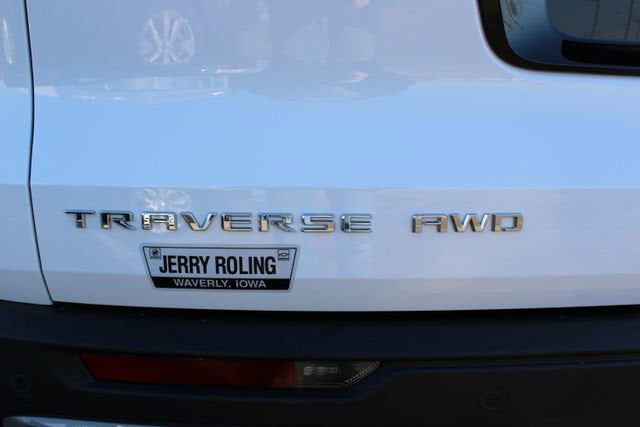 TRAVERSE AWD
JERRY ROLING
WAVERLY, IOWA